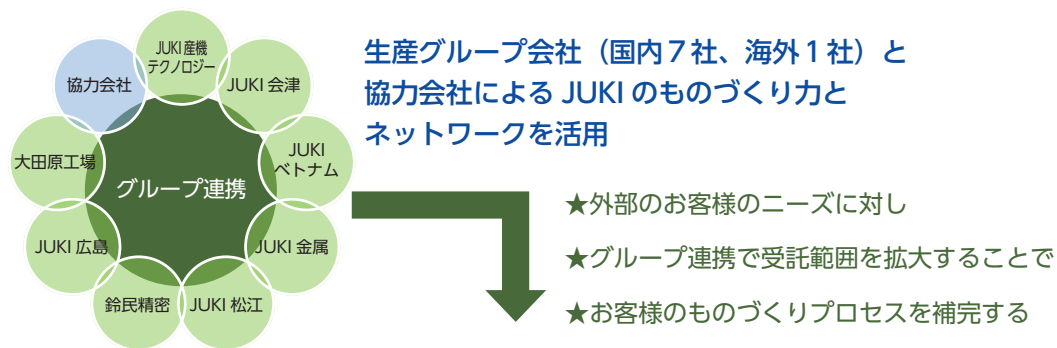 JUKI産機
テクノロジー
協力会社
JUKI 会津
大田原工場
JUKI
ベトナム
グループ連携
JUKI 広島
JUKI 金属
鈴民精密
JUKI 松江
生産グループ会社(国内7社、海外1社)と
協力会社による JUKI のものづくり力と
ネットワークを活用
★外部のお客様のニーズに対し
★グループ連携で受託範囲を拡大することで
★お客様のものづくりプロセスを補完する